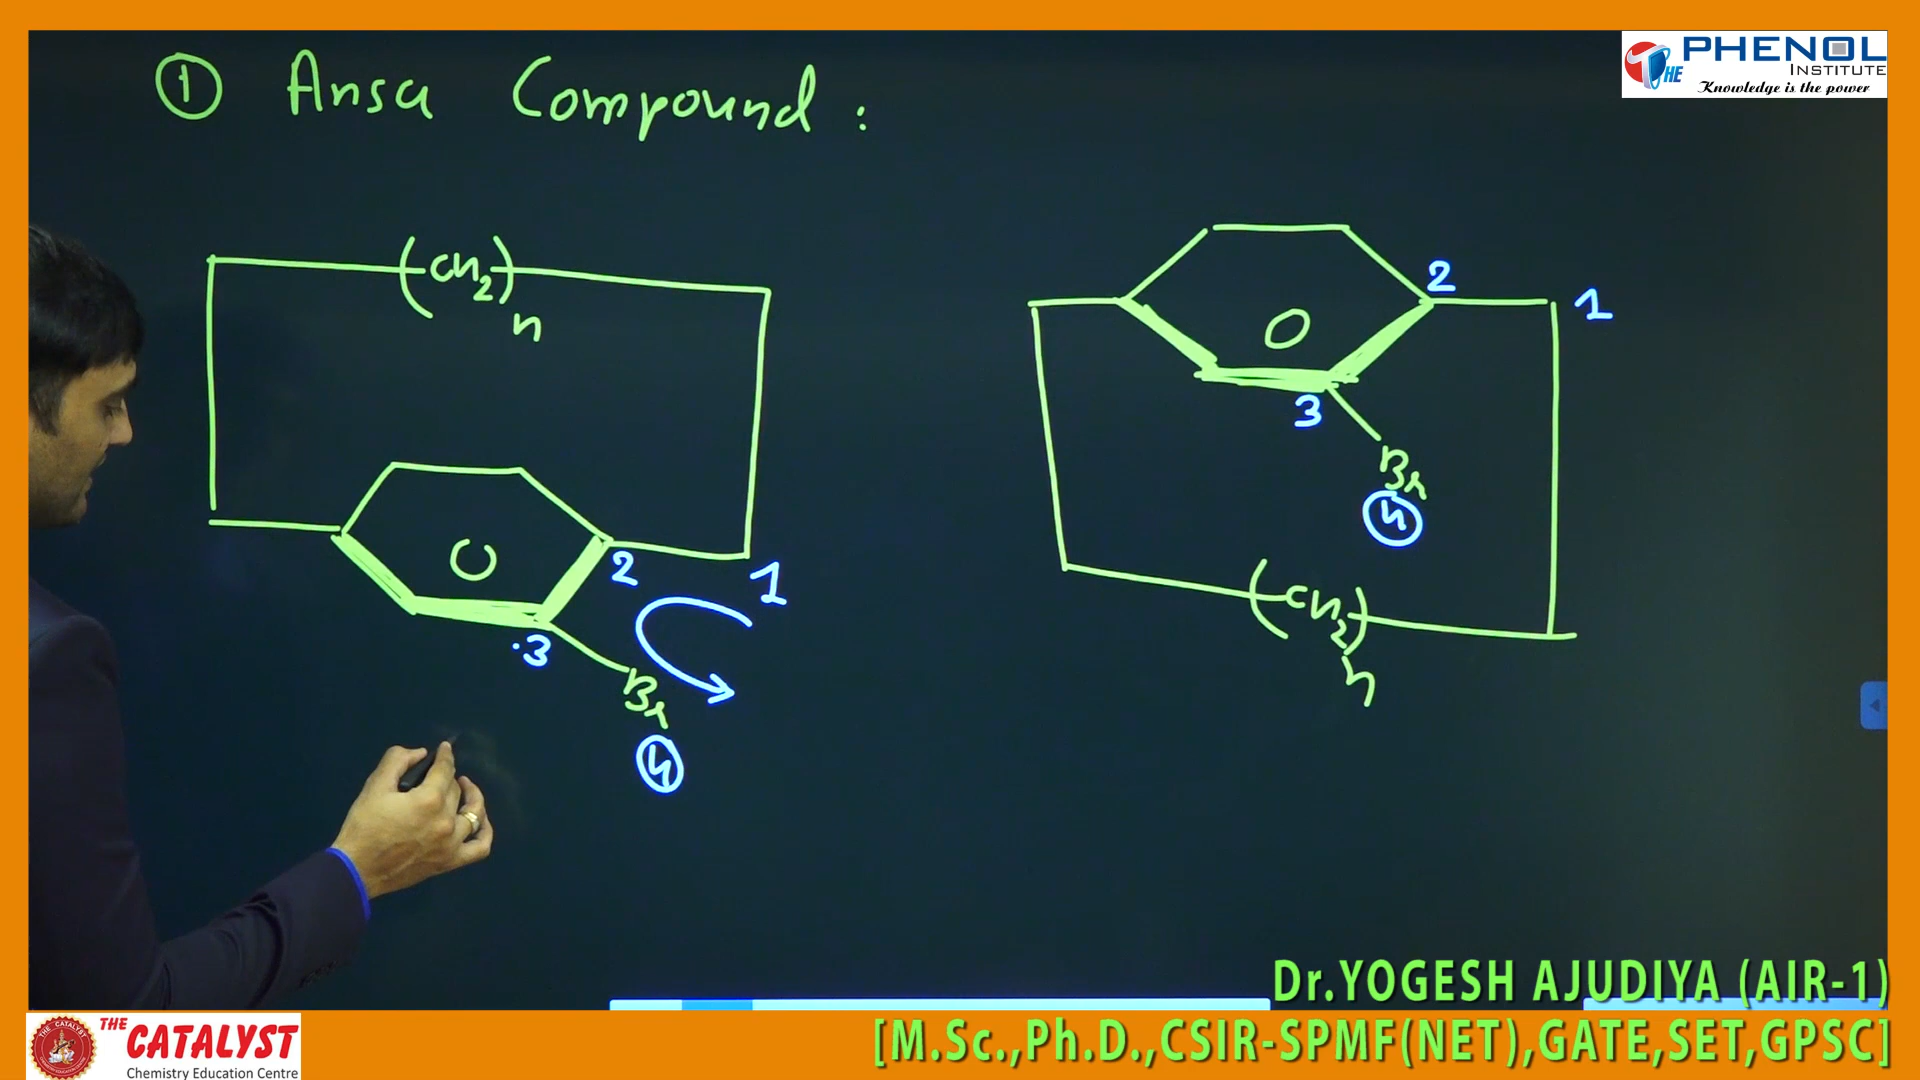 ① Ansa Compound :
THE PHENOL
INSTITUTE
Knowledge is the power
(CH2)n
2
1
3
Br
④
2
1
.3
Br
④
(CH2)n
Dr.YOGESH AJUDIYA (AIR-1)
[M.Sc.,Ph.D.,CSIR-SPMF(NET),GATE,SET,GPSC]
THE CATALYST
Chemistry Education Centre